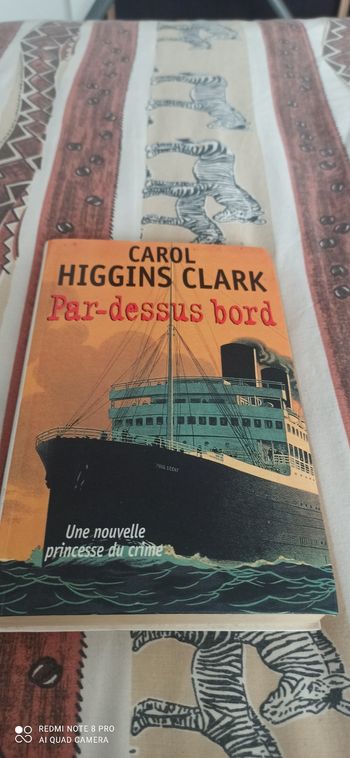 CAROL
HIGGINS CLARK
Par-dessus bord
Une nouvelle
princesse du crime
REDMI NOTE 8 PRO
AI QUAD CAMERA